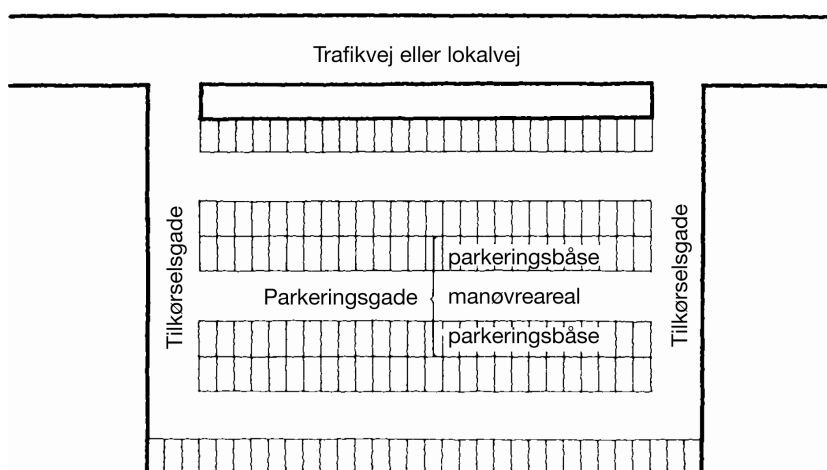 Trafikvej eller lokalvej
Tilkørselsgade
parkeringsbåse
Parkeringsgade
manøvreareal
parkeringsbåse
Tilkørselsgade